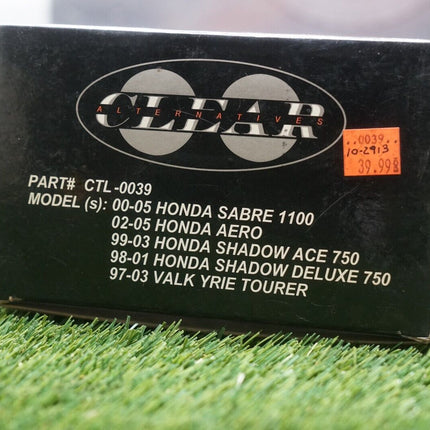 CLEAR
ALTERNATIVES
..0039..
10-2913
39.99
PART# CTL-0039
MODEL (s): 00-05 HONDA SABRE 1100
02-05 HONDA AERO
99-03 HONDA SHADOW ACE 750
98-01 HONDA SHADOW DELUXE 750
97-03 VALK YRIE TOURER